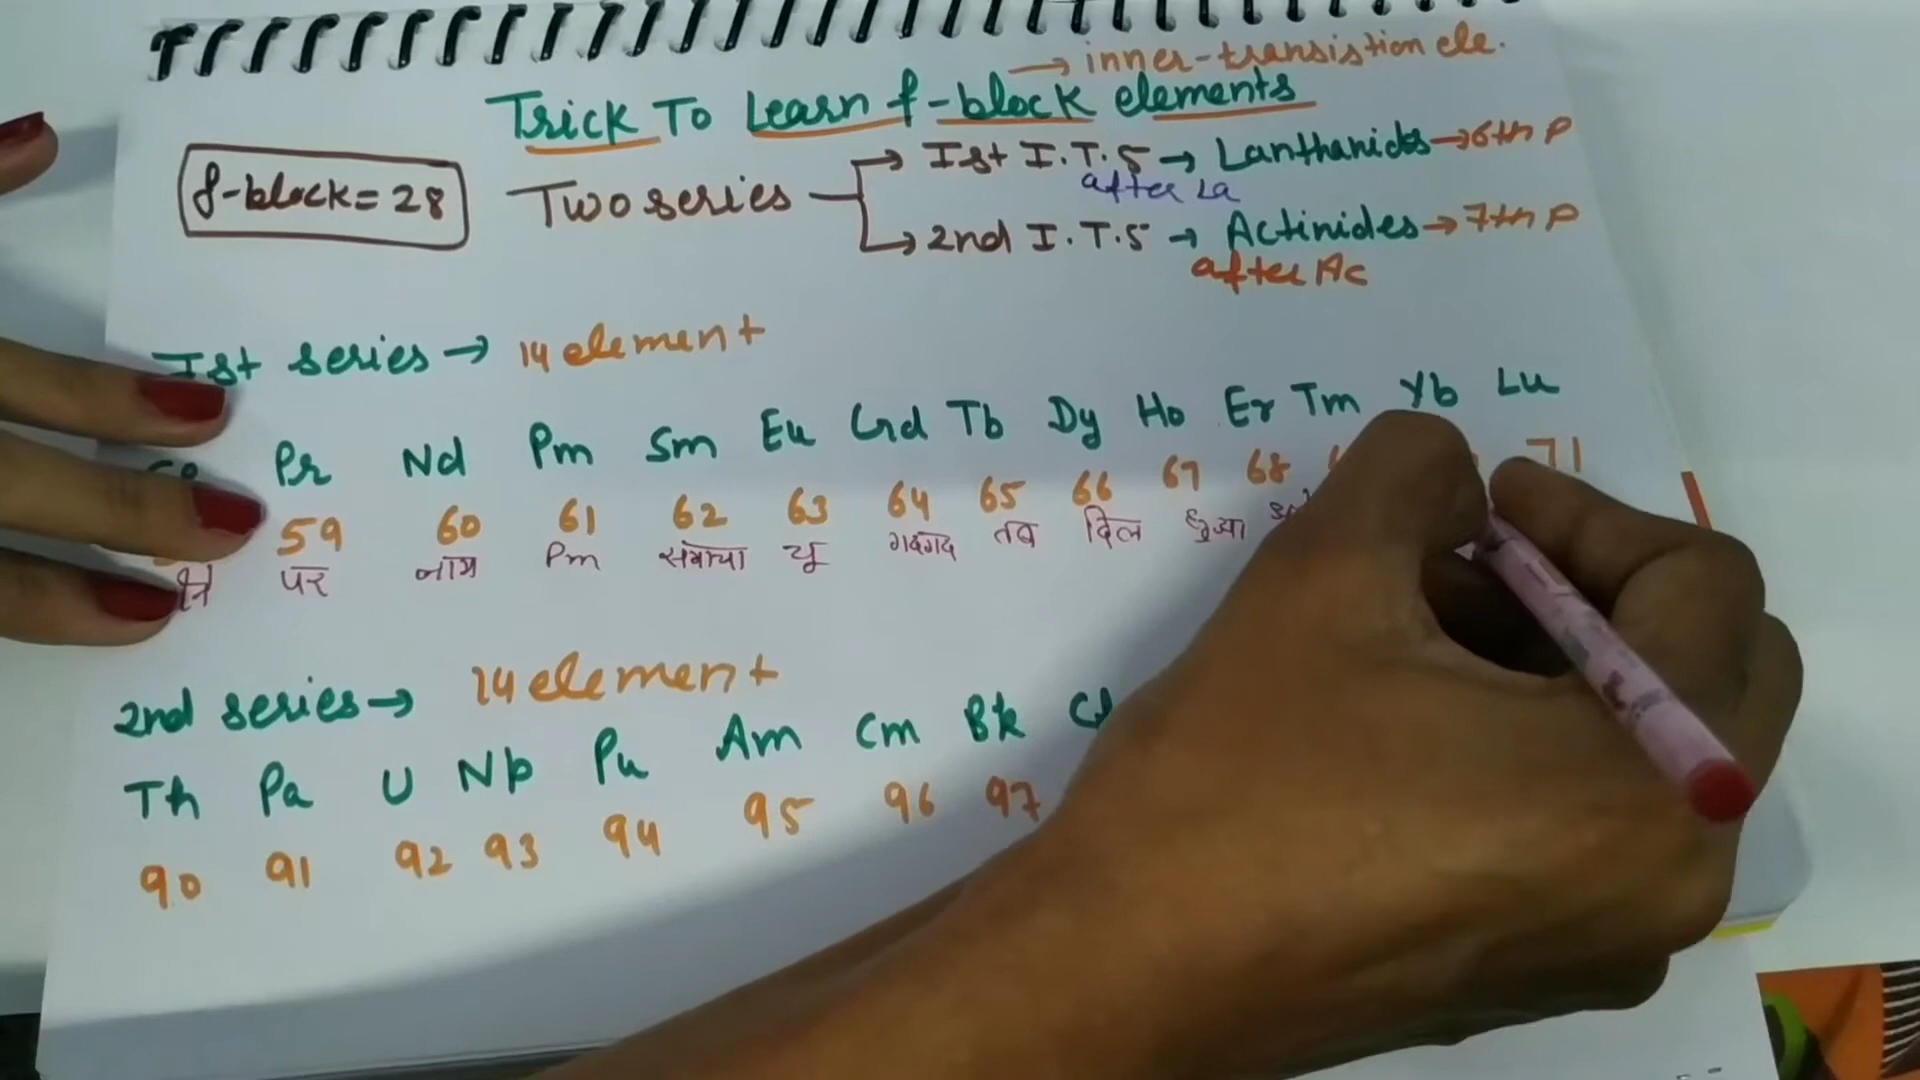 → inner-transistion ele.
Trick To Learn f-block elements
f-block = 28
Two series
→ Ist I.T.S → Lanthanides → 6th P
after La
→ 2nd I.T.S → Actinides → 7th P
after Ac
Ist series → 14 element
Pr Nd Pm Sm Eu Gd Tb Dy Ho Er Tm Yb Lu
59 60 61 62 63 64 65 66 67 68 71
पर नाम Pm समाया यू गदगद तब दिल हुआ
2nd series → 14 element
Th Pa U Np Pu Am Cm Bk
90 91 92 93 94 95 96 97